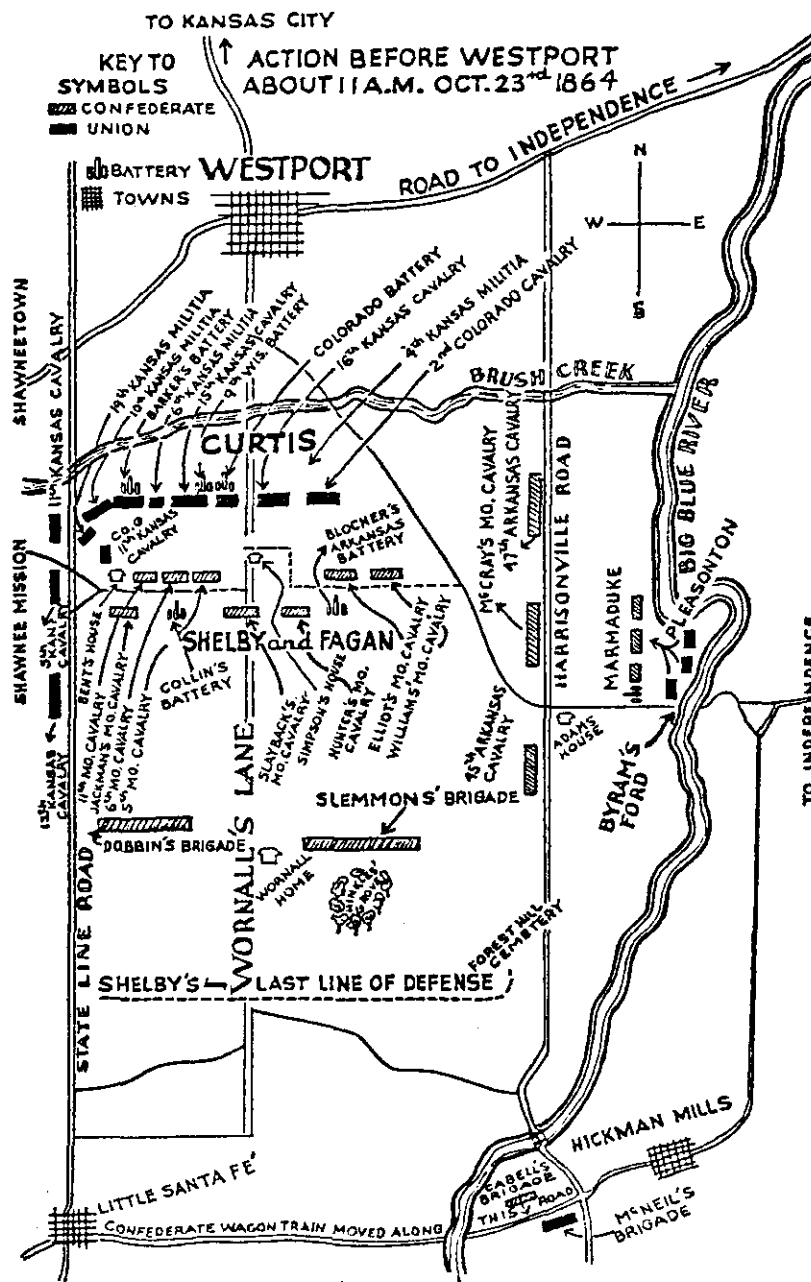 TO KANSAS CITY
KEY TO
SYMBOLS
CONFEDERATE
UNION
BATTERY
TOWNS
ACTION BEFORE WESTPORT
ABOUT 11 A.M. OCT. 23rd 1864
WESTPORT
ROAD TO INDEPENDENCE
N
W E
S
SHAWNEETOWN
11th KANSAS CAVALRY
19th KANSAS MILITIA
10th KANSAS MILITIA
BARKER'S BATTERY
6th KANSAS MILITIA
15th KANSAS CAVALRY
9th WIS. BATTERY
COLORADO BATTERY
16th KANSAS CAVALRY
4th KANSAS MILITIA
2nd COLORADO CAVALRY
BRUSH CREEK
BIG BLUE RIVER
CURTIS
CO. G
11th KANSAS
CAVALRY
BLOCHER'S
ARKANSAS
BATTERY
McCRAY'S MO. CAVALRY
47th ARKANSAS CAVALRY
HARRISONVILLE ROAD
MARMADUKE
PLEASONTON
SHAWNEE MISSION
5th KANS.
CAVALRY
12th KANSAS
CAVALRY
BENT'S HOUSE
11th MO. CAVALRY
JACKMAN'S MO. CAVALRY
6th MO. CAVALRY
5th MO. CAVALRY
COLLIN'S
BATTERY
SHELBY and FAGAN
SLAYBACK'S
MO. CAVALRY
SIMPSON'S HOUSE
HUNTER'S MO.
CAVALRY
ELLIOT'S MO. CAVALRY
WILLIAMS' MO. CAVALRY
45th ARKANSAS
CAVALRY
ADAMS
HOUSE
BYRAM'S
FORD
TO INDEPENDENCE
SLEMMONS' BRIGADE
DOBBIN'S BRIGADE
WORNALL'S LANE
WORNALL
HOME
HINKLES'
GROVE
STATE LINE ROAD
FOREST HILL
CEMETERY
SHELBY'S LAST LINE OF DEFENSE
HICKMAN MILLS
LITTLE SANTA FE'
CABELL'S
BRIGADE
CONFEDERATE WAGON TRAIN MOVED ALONG THIS ROAD
McNEIL'S
BRIGADE